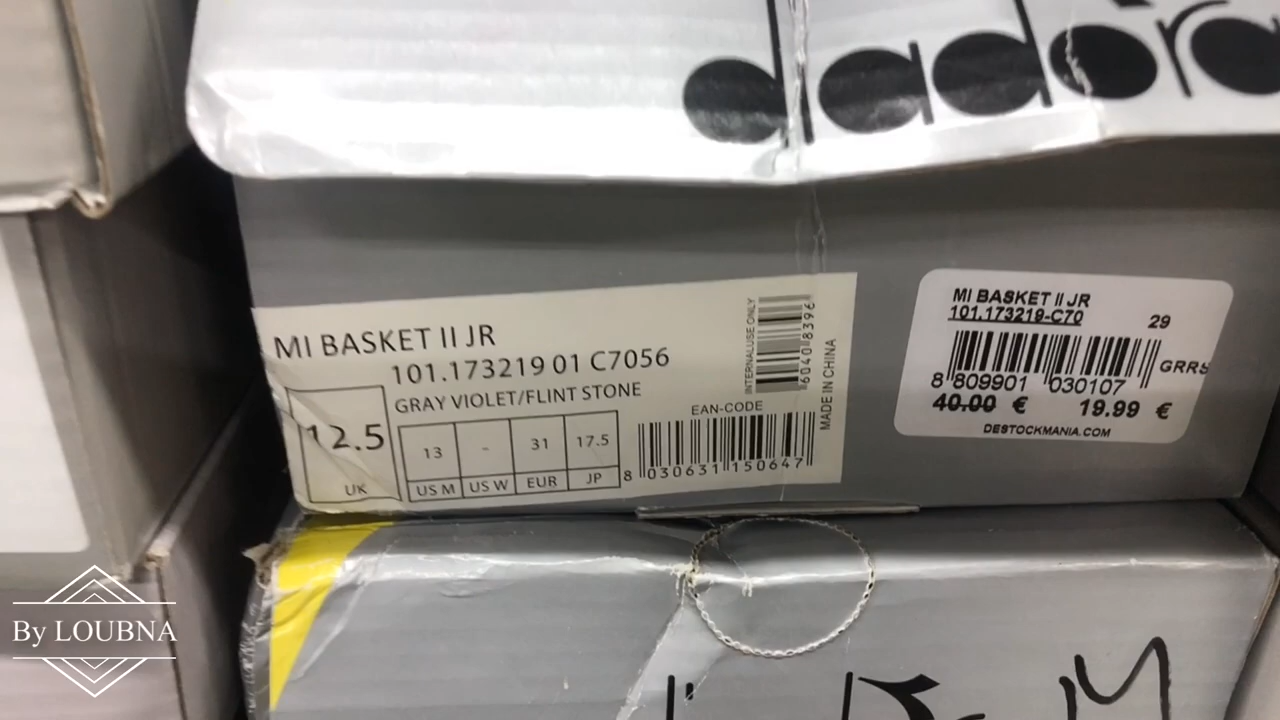 diadora
MI BASKET II JR
101.173219 01 C7056
GRAY VIOLET/FLINT STONE
12.5
UK
13 - 31 17.5
US M US W EUR JP
EAN-CODE
8 030631 150647
INTERNAL USE ONLY
60408396
MADE IN CHINA
MI BASKET II JR
101.173219-C70
29
GRRS
8 809901 030107
40.00 € 19.99 €
DESTOCKMANIA.COM
By LOUBNA